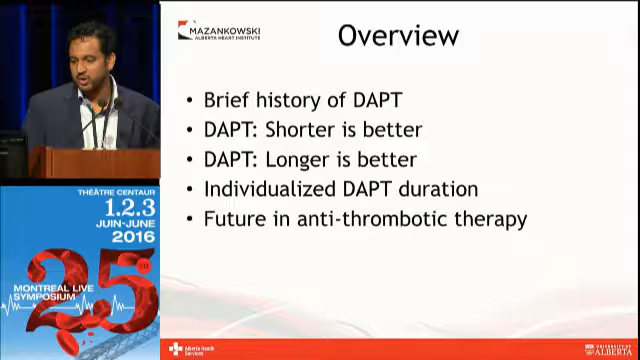 MAZANKOWSKI
ALBERTA HEART INSTITUTE
Overview
• Brief history of DAPT
• DAPT: Shorter is better
• DAPT: Longer is better
• Individualized DAPT duration
• Future in anti-thrombotic therapy
THÉÂTRE CENTAUR
1.2.3
JUIN-JUNE
2016
25
MONTREAL LIVE
SYMPOSIUM
Alberta Health
Services
UNIVERSITY OF
ALBERTA